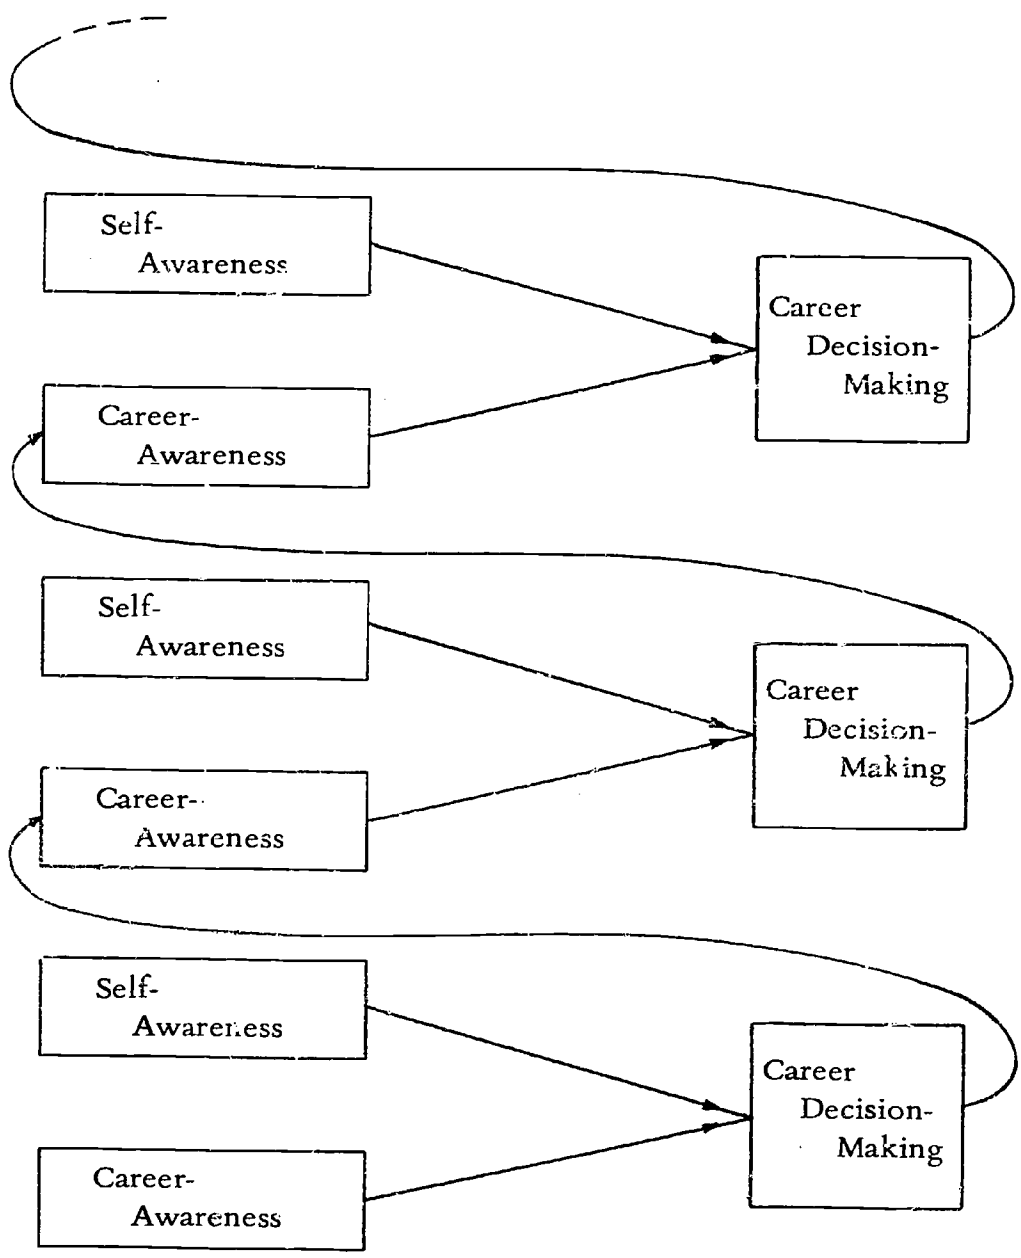 Self-
Awareness
Career
Decision-
Making
Career-
Awareness
Self-
Awareness
Career
Decision-
Making
Career-
Awareness
Self-
Awareness
Career
Decision-
Making
Career-
Awareness